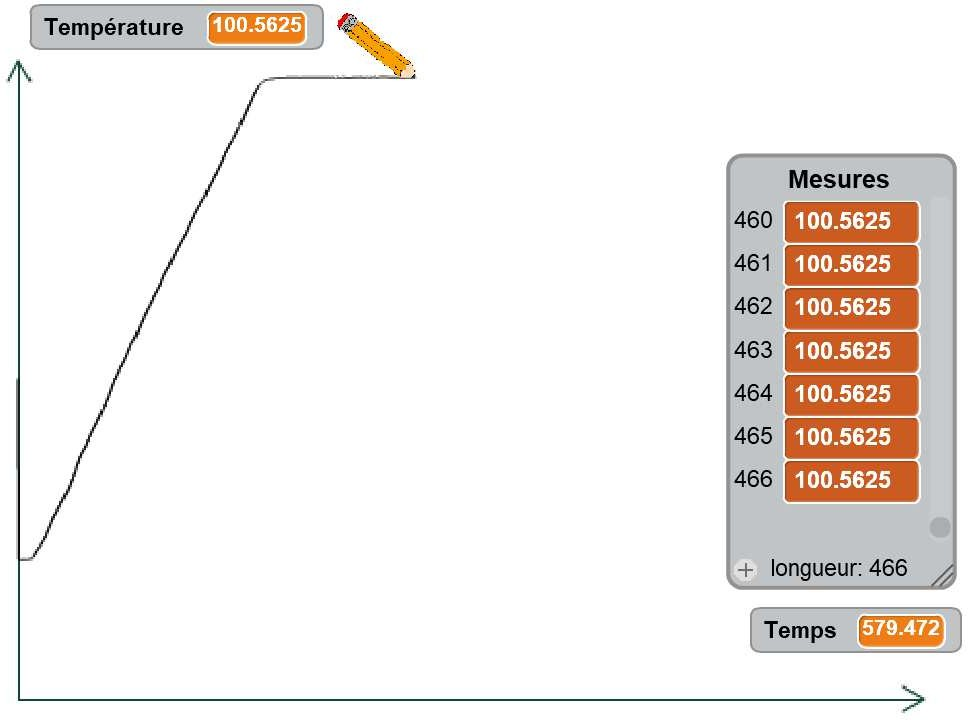 Température 100.5625
Mesures
460 100.5625
461 100.5625
462 100.5625
463 100.5625
464 100.5625
465 100.5625
466 100.5625
+ longueur: 466
Temps 579.472